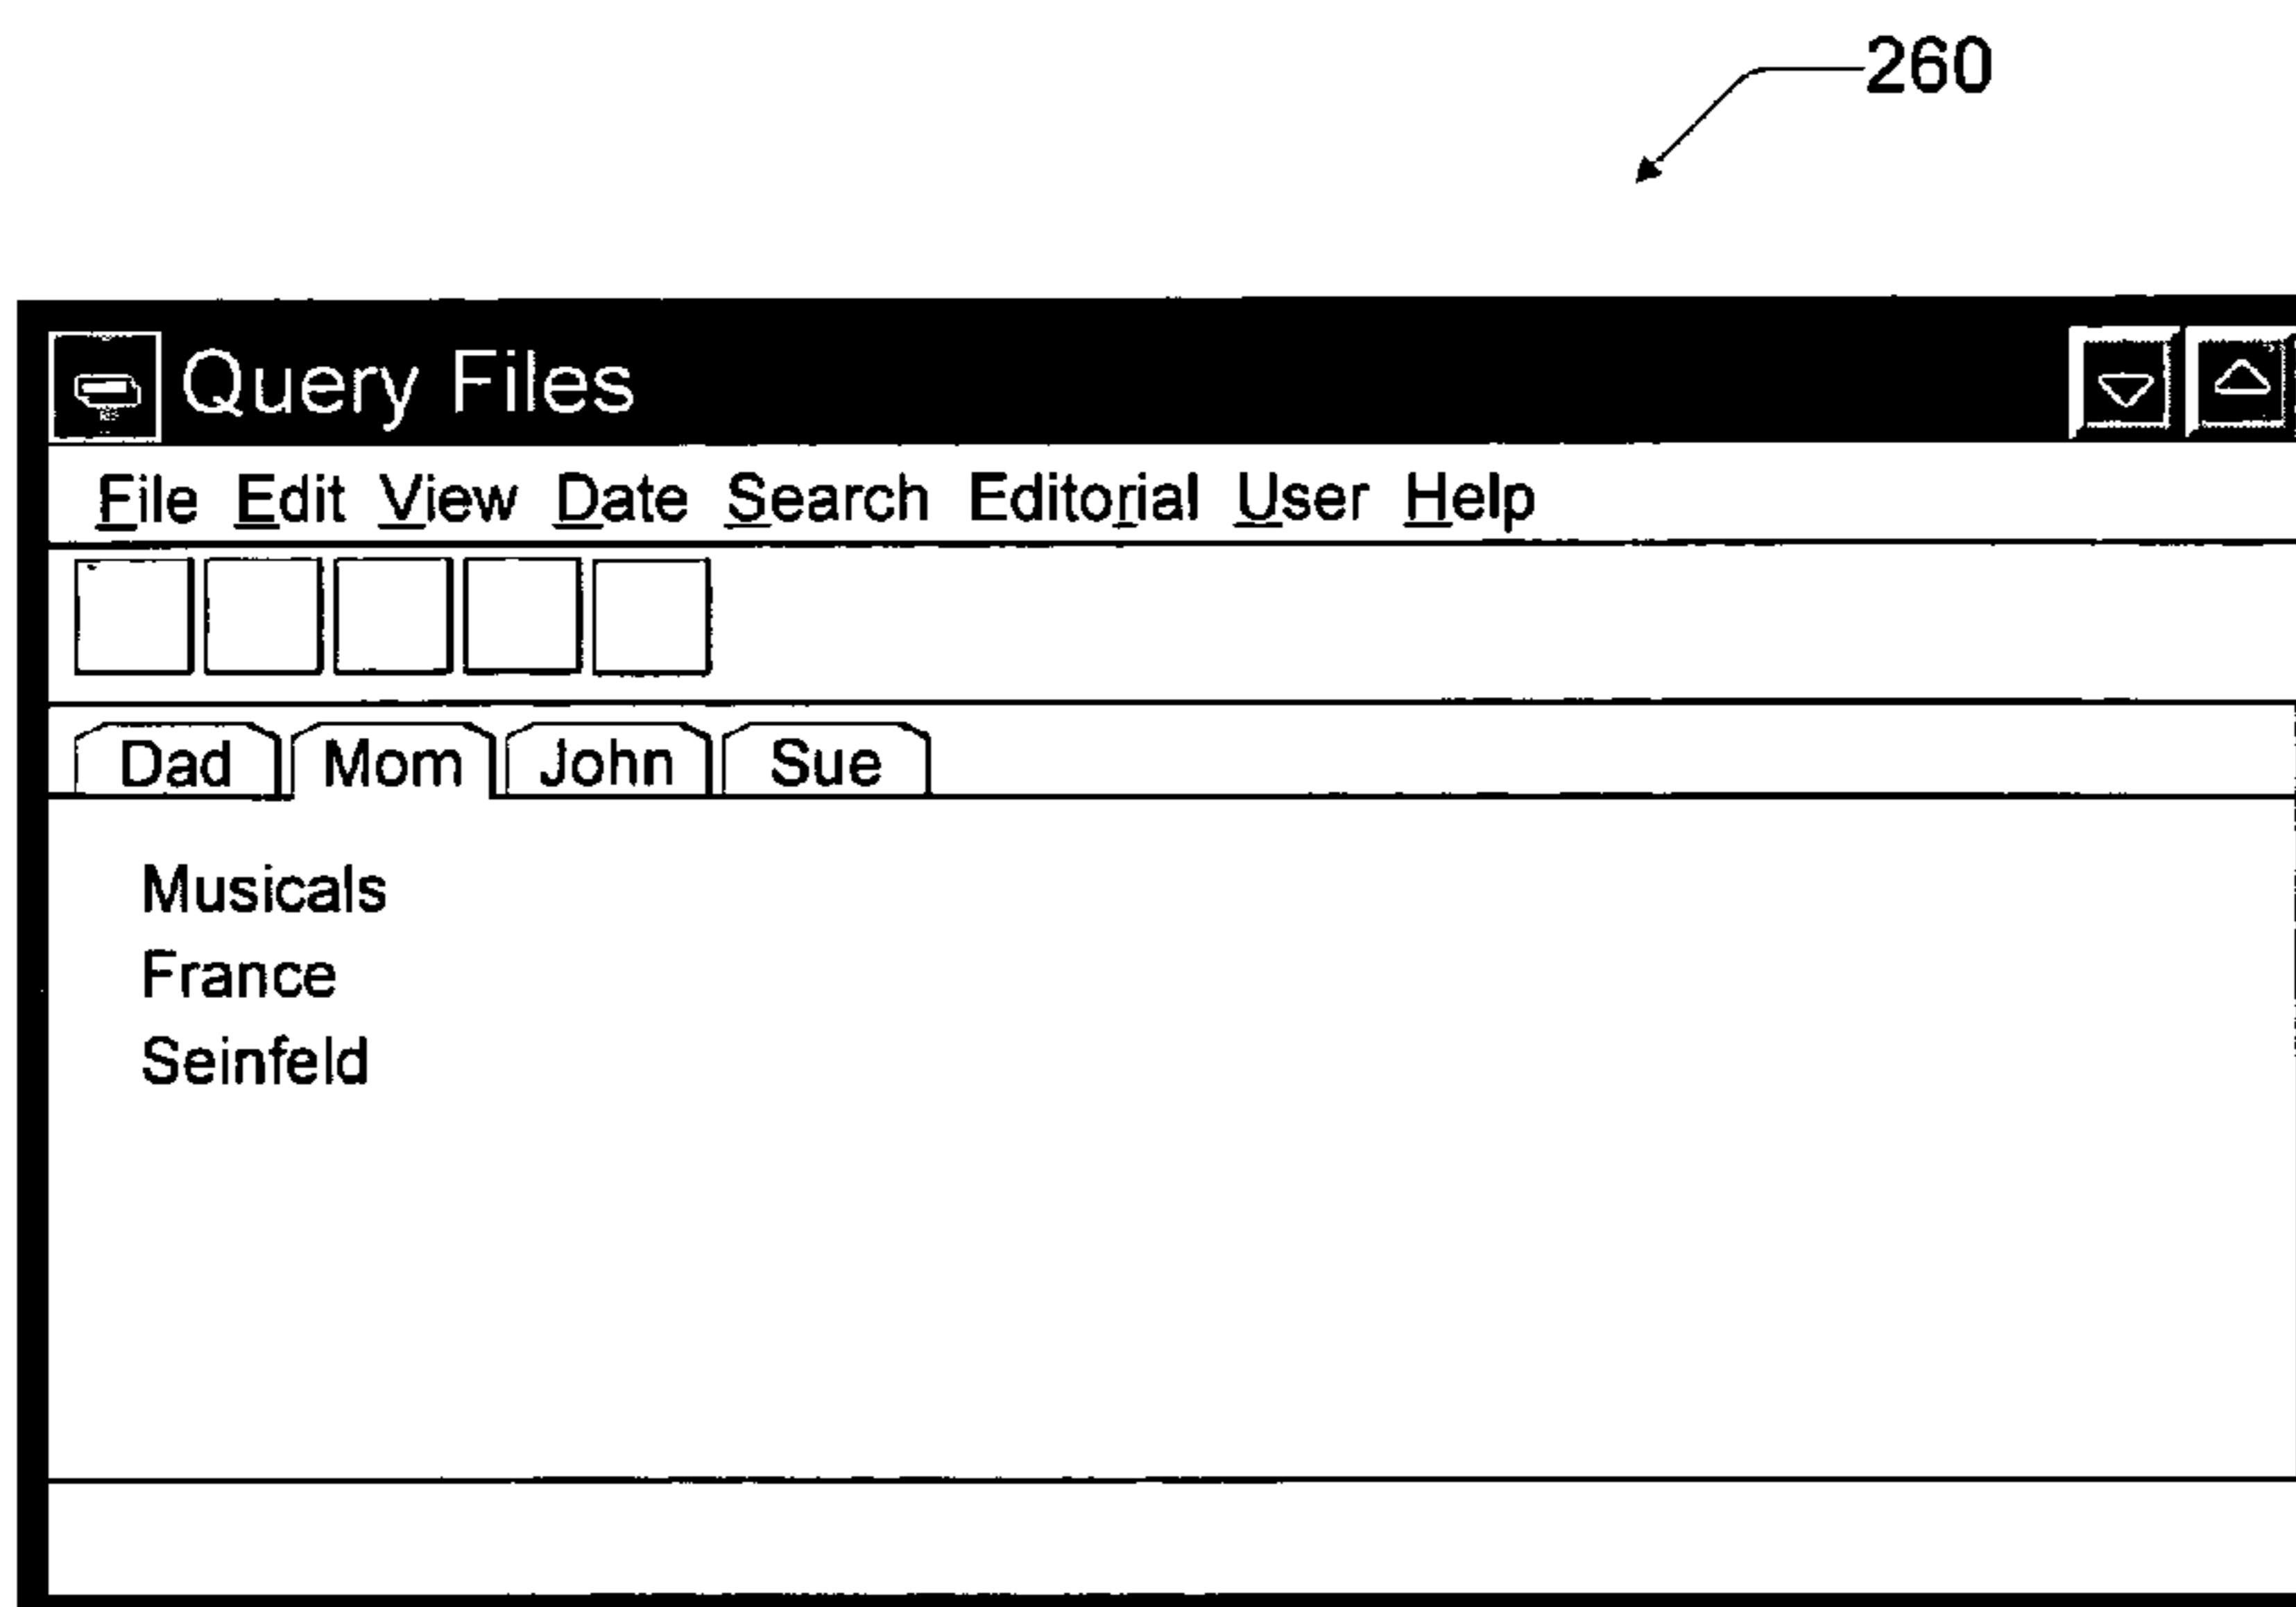 260
Query Files
File Edit View Date Search Editorial User Help
Dad Mom John Sue
Musicals
France
Seinfeld